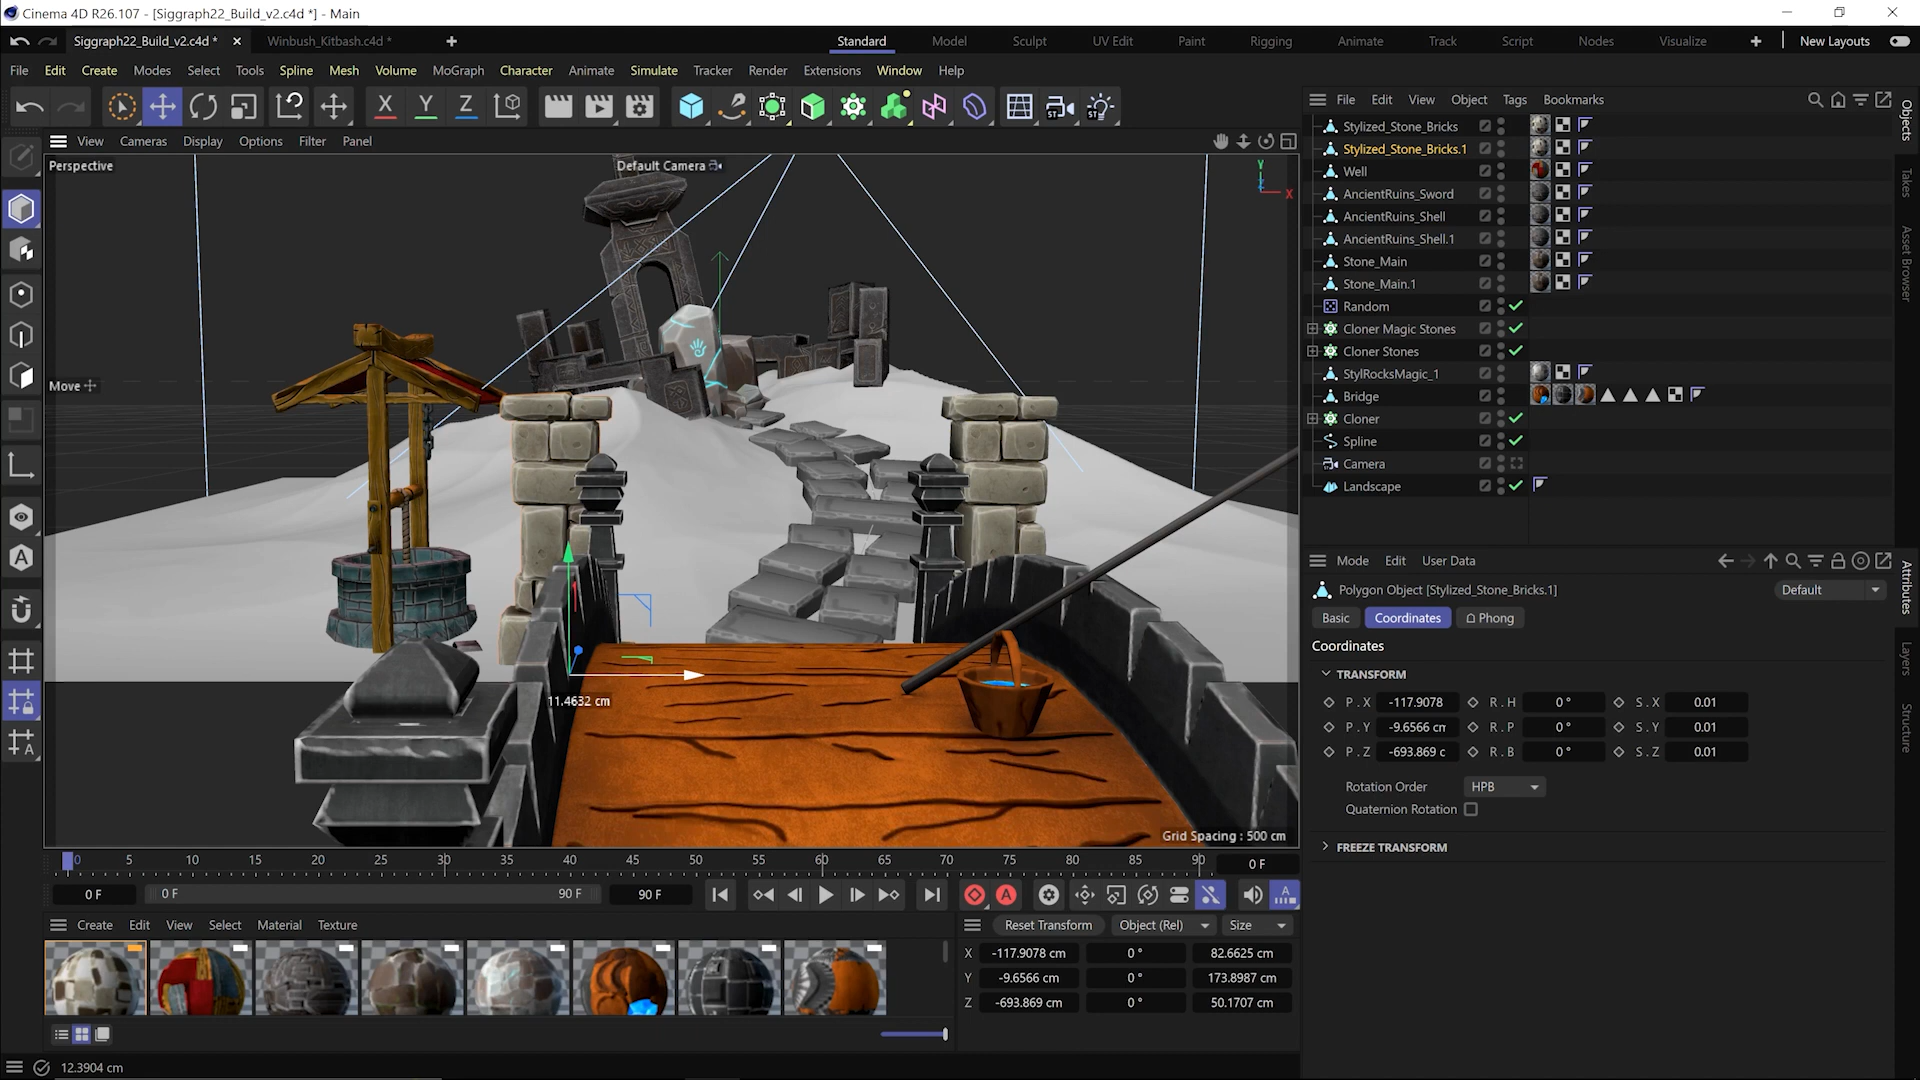 Cinema 4D R26.107 - [Siggraph22_Build_v2.c4d *] - Main
Siggraph22_Build_v2.c4d *
Winbush_Kitbash.c4d *
Standard Model Sculpt UV Edit Paint Rigging Animate Track Script Nodes Visualize New Layouts
File Edit Create Modes Select Tools Spline Mesh Volume MoGraph Character Animate Simulate Tracker Render Extensions Window Help
X Y Z
ST ST
File Edit View Object Tags Bookmarks
View Cameras Display Options Filter Panel
Perspective
Default Camera
Y
Z
X
Move
11.4632 cm
Grid Spacing : 500 cm
Stylized_Stone_Bricks
Stylized_Stone_Bricks.1
Well
AncientRuins_Sword
AncientRuins_Shell
AncientRuins_Shell.1
Stone_Main
Stone_Main.1
Random
Cloner Magic Stones
Cloner Stones
StylRocksMagic_1
Bridge
Cloner
Spline
Camera
Landscape
Objects
Takes
Asset Browser
Attributes
Layers
Structure
Mode Edit User Data
Polygon Object [Stylized_Stone_Bricks.1]
Default
Basic Coordinates Phong
Coordinates
TRANSFORM
P . X -117.9078 R . H 0 ° S . X 0.01
P . Y -9.6566 cm R . P 0 ° S . Y 0.01
P . Z -693.869 c R . B 0 ° S . Z 0.01
Rotation Order HPB
Quaternion Rotation
FREEZE TRANSFORM
0 5 10 15 20 25 30 35 40 45 50 55 60 65 70 75 80 85 90 0 F
0 F 0 F 90 F 90 F
Create Edit View Select Material Texture
Reset Transform Object (Rel) Size
X -117.9078 cm 0 ° 82.6625 cm
Y -9.6566 cm 0 ° 173.8987 cm
Z -693.869 cm 0 ° 50.1707 cm
12.3904 cm